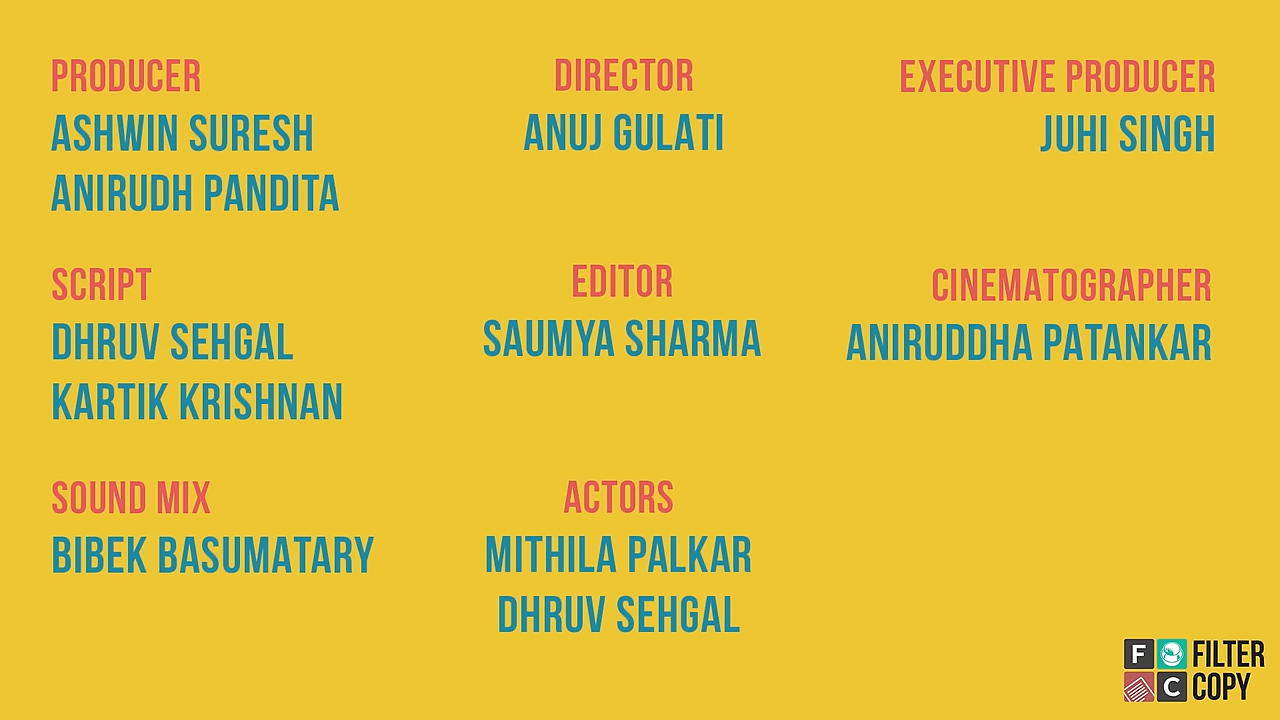 PRODUCER
ASHWIN SURESH
ANIRUDH PANDITA
DIRECTOR
ANUJ GULATI
EXECUTIVE PRODUCER
JUHI SINGH
SCRIPT
DHRUV SEHGAL
KARTIK KRISHNAN
EDITOR
SAUMYA SHARMA
CINEMATOGRAPHER
ANIRUDDHA PATANKAR
SOUND MIX
BIBEK BASUMATARY
ACTORS
MITHILA PALKAR
DHRUV SEHGAL
F
C
FILTER
COPY